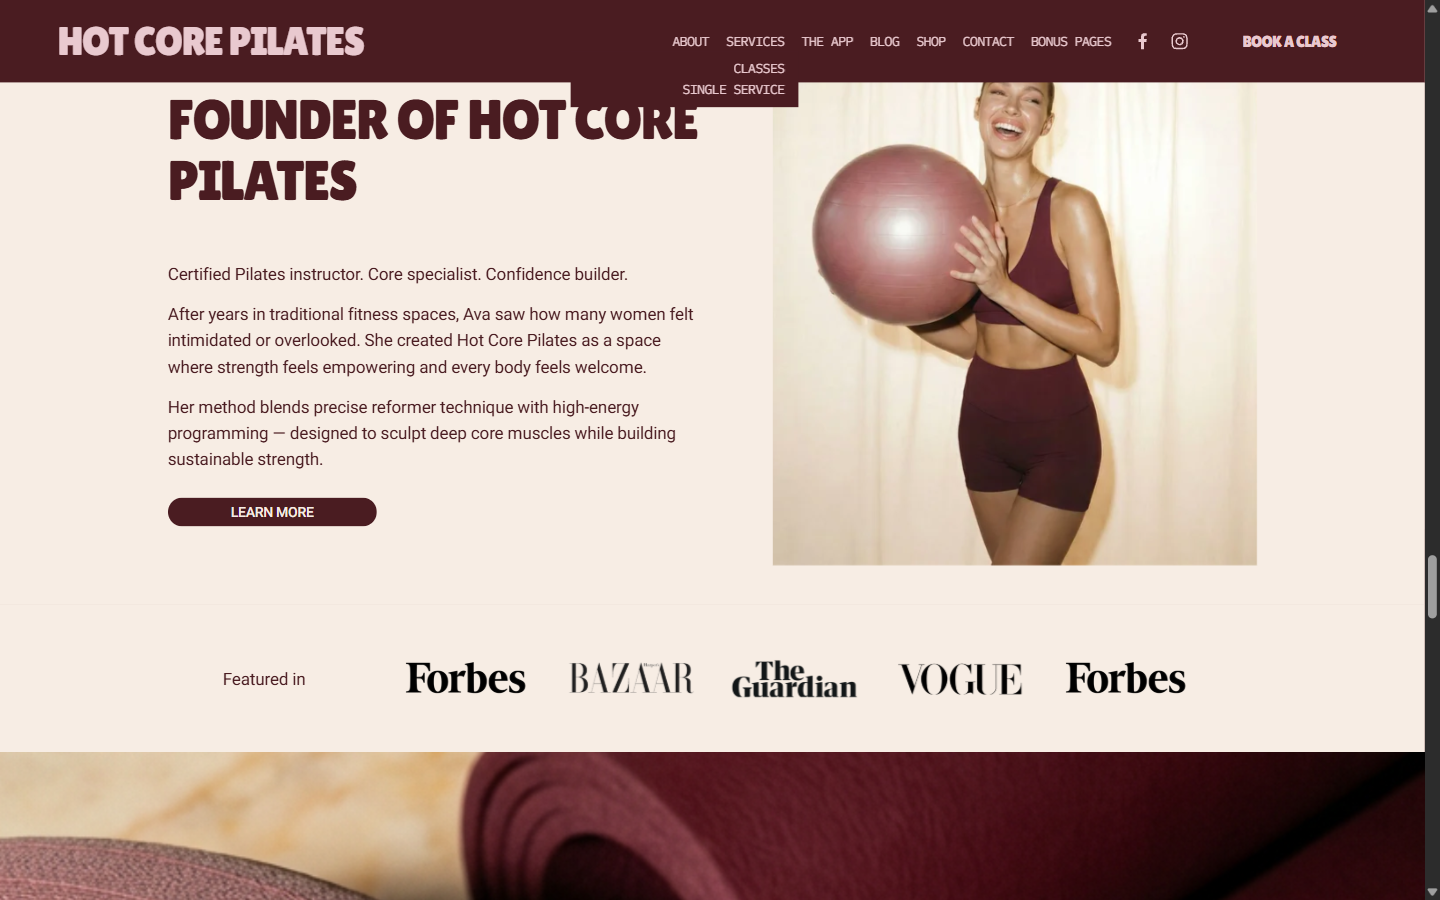 HOT CORE PILATES
ABOUT SERVICES THE APP BLOG SHOP CONTACT BONUS PAGES BOOK A CLASS
CLASSES
SINGLE SERVICE
FOUNDER OF HOT CORE
PILATES
Certified Pilates instructor. Core specialist. Confidence builder.
After years in traditional fitness spaces, Ava saw how many women felt
intimidated or overlooked. She created Hot Core Pilates as a space
where strength feels empowering and every body feels welcome.
Her method blends precise reformer technique with high-energy
programming — designed to sculpt deep core muscles while building
sustainable strength.
LEARN MORE
Featured in
Forbes
BAZAAR
The
Guardian
VOGUE
Forbes